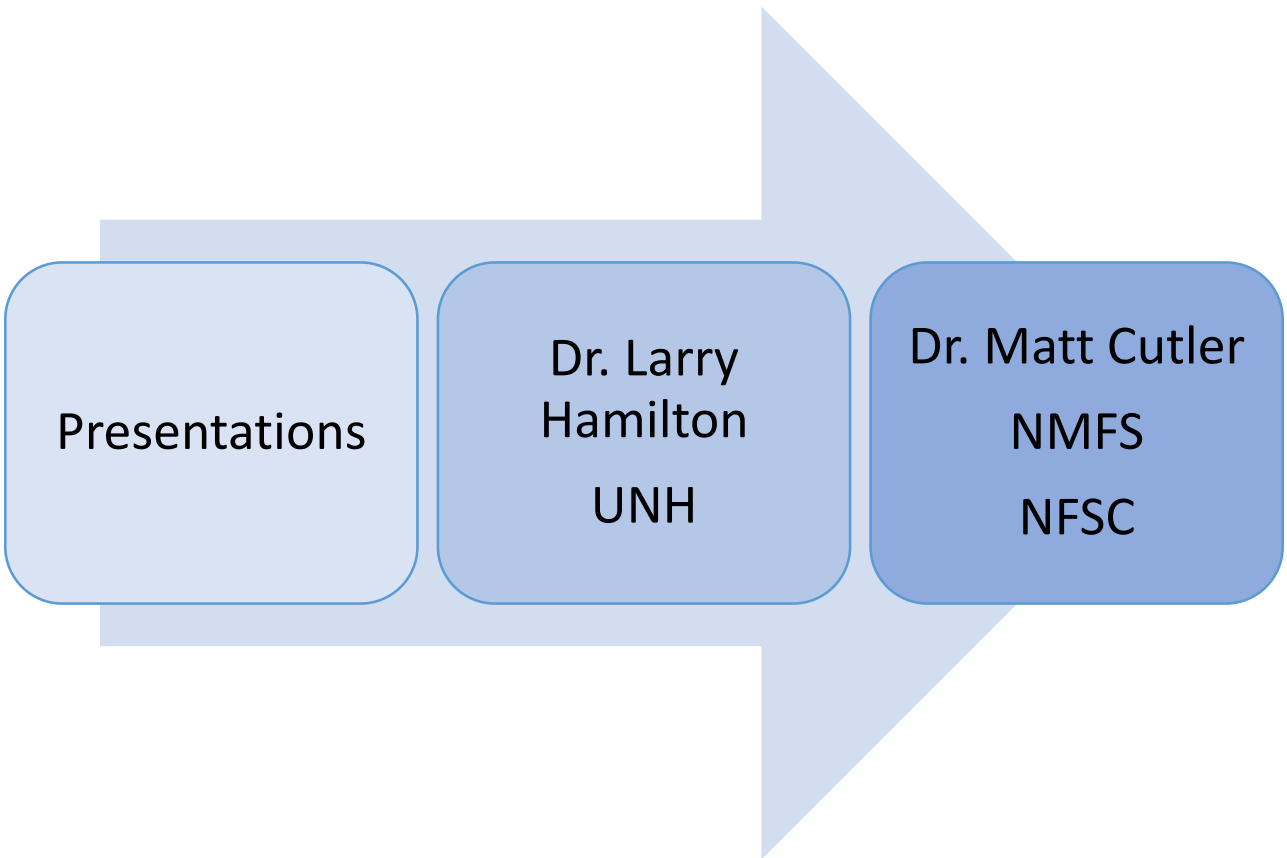 Presentations
Dr. Larry
Hamilton
UNH
Dr. Matt Cutler
NMFS
NFSC